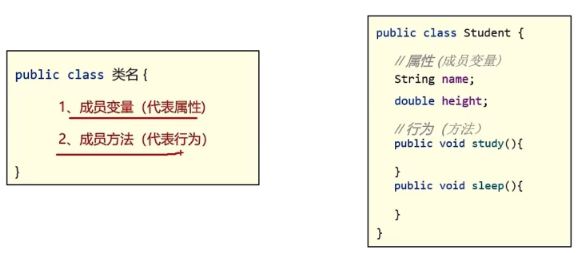 public class 类名 {
1、成员变量（代表属性）
2、成员方法（代表行为）
}
public class Student {
//属性 (成员变量）
String name;
double height;
//行为（方法）
public void study(){
}
public void sleep(){
}
}